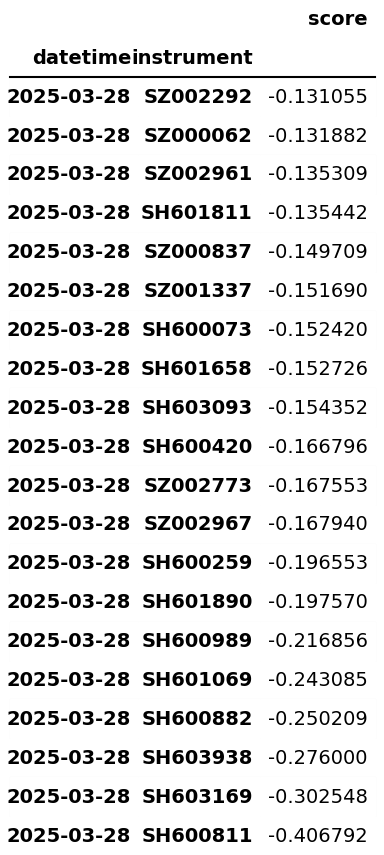 score
datetime instrument
2025-03-28 SZ002292 -0.131055
2025-03-28 SZ000062 -0.131882
2025-03-28 SZ002961 -0.135309
2025-03-28 SH601811 -0.135442
2025-03-28 SZ000837 -0.149709
2025-03-28 SZ001337 -0.151690
2025-03-28 SH600073 -0.152420
2025-03-28 SH601658 -0.152726
2025-03-28 SH603093 -0.154352
2025-03-28 SH600420 -0.166796
2025-03-28 SZ002773 -0.167553
2025-03-28 SZ002967 -0.167940
2025-03-28 SH600259 -0.196553
2025-03-28 SH601890 -0.197570
2025-03-28 SH600989 -0.216856
2025-03-28 SH601069 -0.243085
2025-03-28 SH600882 -0.250209
2025-03-28 SH603938 -0.276000
2025-03-28 SH603169 -0.302548
2025-03-28 SH600811 -0.406792